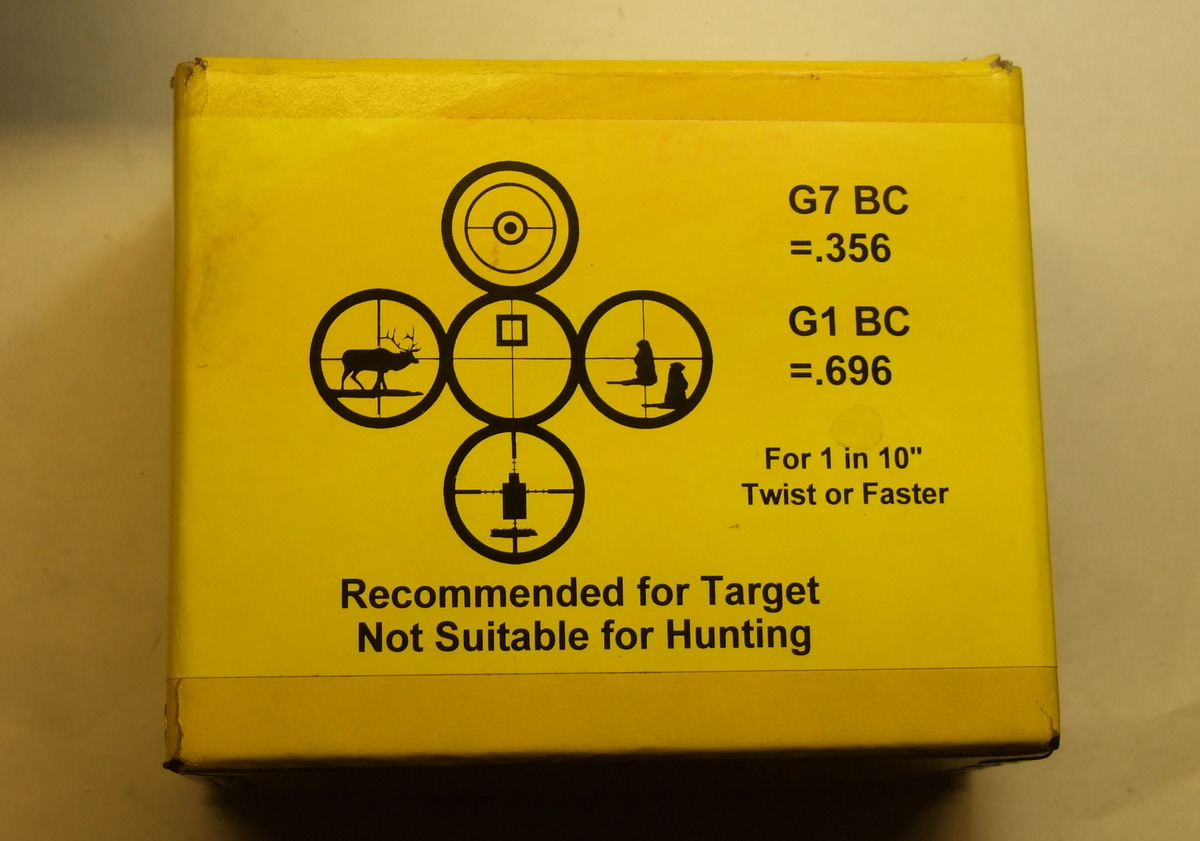 G7 BC
=.356
G1 BC
=.696
For 1 in 10"
Twist or Faster
Recommended for Target
Not Suitable for Hunting